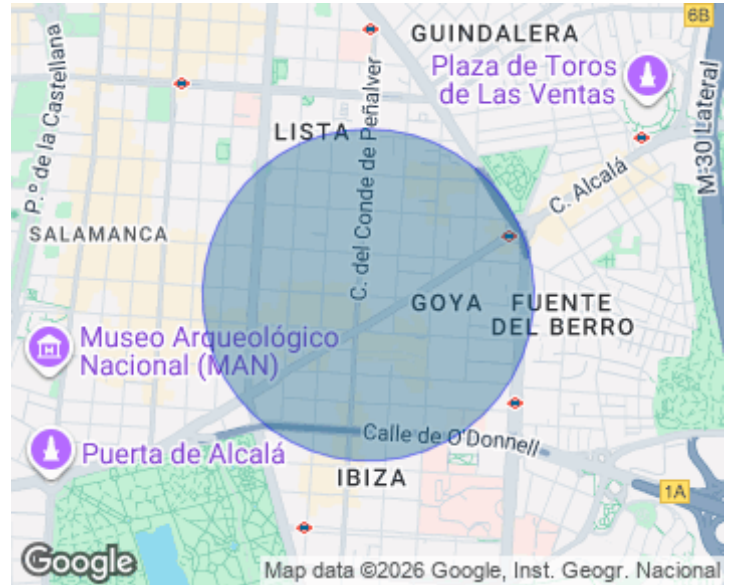 6B
GUINDALERA
Plaza de Toros
de Las Ventas
P.º de la Castellana
LISTA
C. del Conde de Peñalver
M-30 Lateral
C. Alcalá
SALAMANCA
GOYA
FUENTE
DEL BERRO
Museo Arqueológico
Nacional (MAN)
Calle de O'Donnell
Puerta de Alcalá
IBIZA
1A
Google
Map data ©2026 Google, Inst. Geogr. Nacional